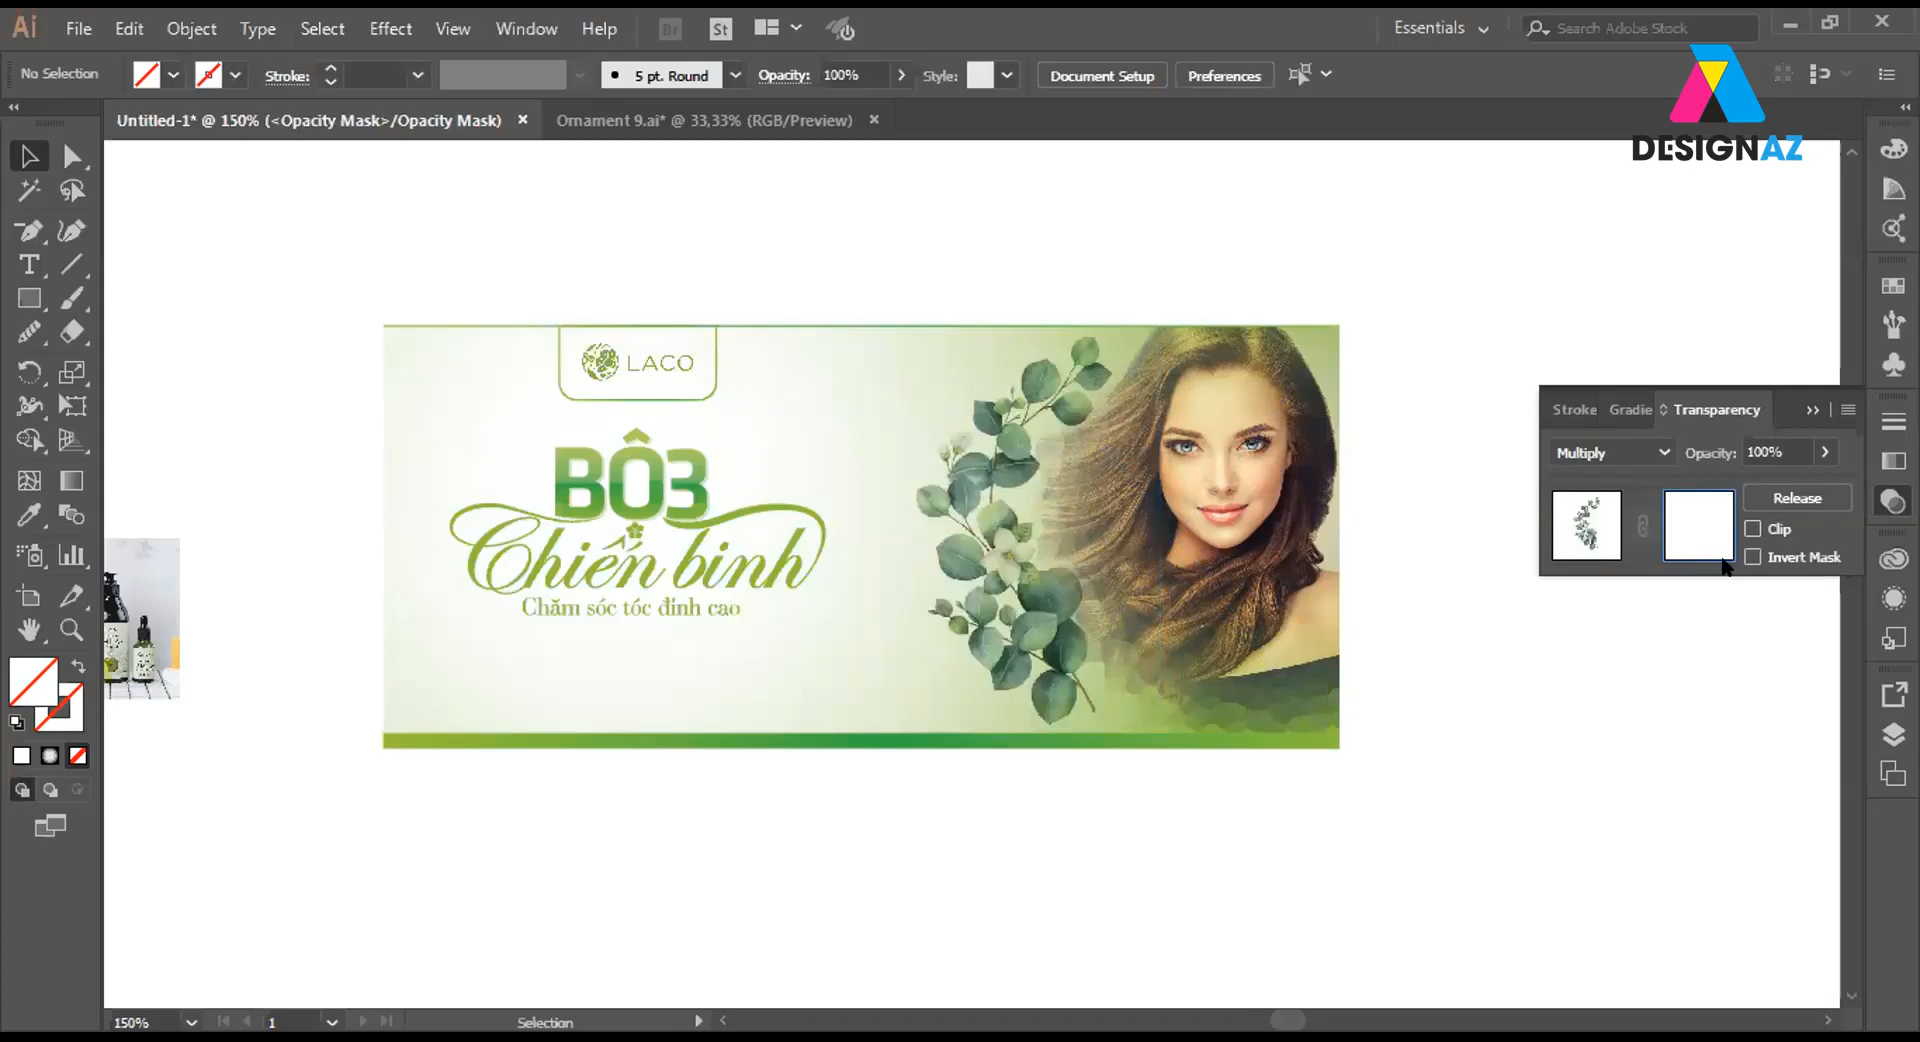 Ai File Edit Object Type Select Effect View Window Help Br St Essentials Search Adobe Stock
No Selection Stroke: 5 pt. Round Opacity: 100% Style: Document Setup Preferences
DESIGNAZ
Untitled-1* @ 150% (<Opacity Mask>/Opacity Mask) Ornament 9.ai* @ 33,33% (RGB/Preview)
LACO
BỘ3
Chiến binh
Chăm sóc tóc đỉnh cao
Stroke Gradie Transparency
Multiply Opacity: 100%
Release
Clip
Invert Mask
150% 1 Selection